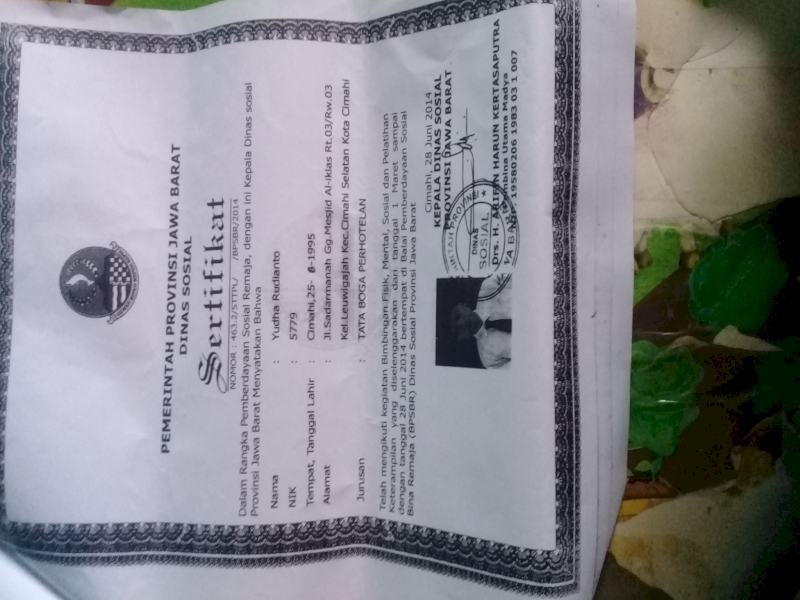 PEMERINTAH PROVINSI JAWA BARAT
DINAS SOSIAL
Sertifikat
NOMOR : 463.2/STTPL/ /BPSBR/2014
Dalam Rangka Pemberdayaan Sosial Remaja, dengan ini Kepala Dinas sosial
Provinsi Jawa Barat Menyatakan Bahwa
Nama : Yudha Rudianto
NIK : 5779
Tempat, Tanggal Lahir : Cimahi,25- 8-1995
Alamat : Jl.Sadarmanah Gg.Mesjid Al-iklas Rt.03/Rw.03
Kel.Leuwigajah Kec.Cimahi Selatan Kota Cimahi
Jurusan : TATA BOGA PERHOTELAN
Telah mengikuti kegiatan Bimbingan Fisik, Mental, Sosial dan Pelatihan
Keterampilan yang diselenggarakan dari tanggal 1 Maret sampai
dengan tanggal 28 Juni 2014 bertempat di Balai Pemberdayaan Sosial
Bina Remaja (BPSBR) Dinas Sosial Provinsi Jawa Barat
Cimahi, 28 Juni 2014
KEPALA DINAS SOSIAL
PROVINSI JAWA BARAT
DINAS
SOSIAL
Drs. H. ARIFIN HARUN KERTASAPUTRA
Pembina Utama Madya
19580206 1983 03 1 007